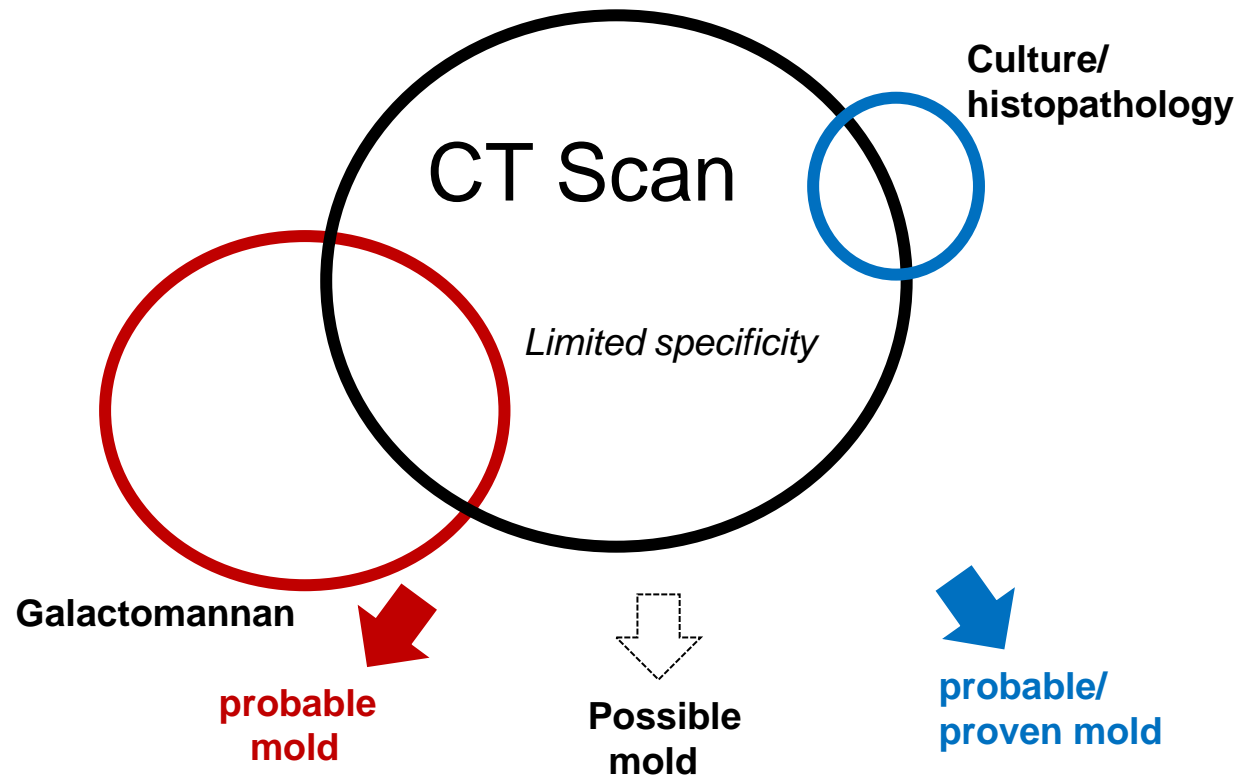 Culture/
histopathology
CT Scan
Limited specificity
Galactomannan
probable
mold
Possible
mold
probable/
proven mold